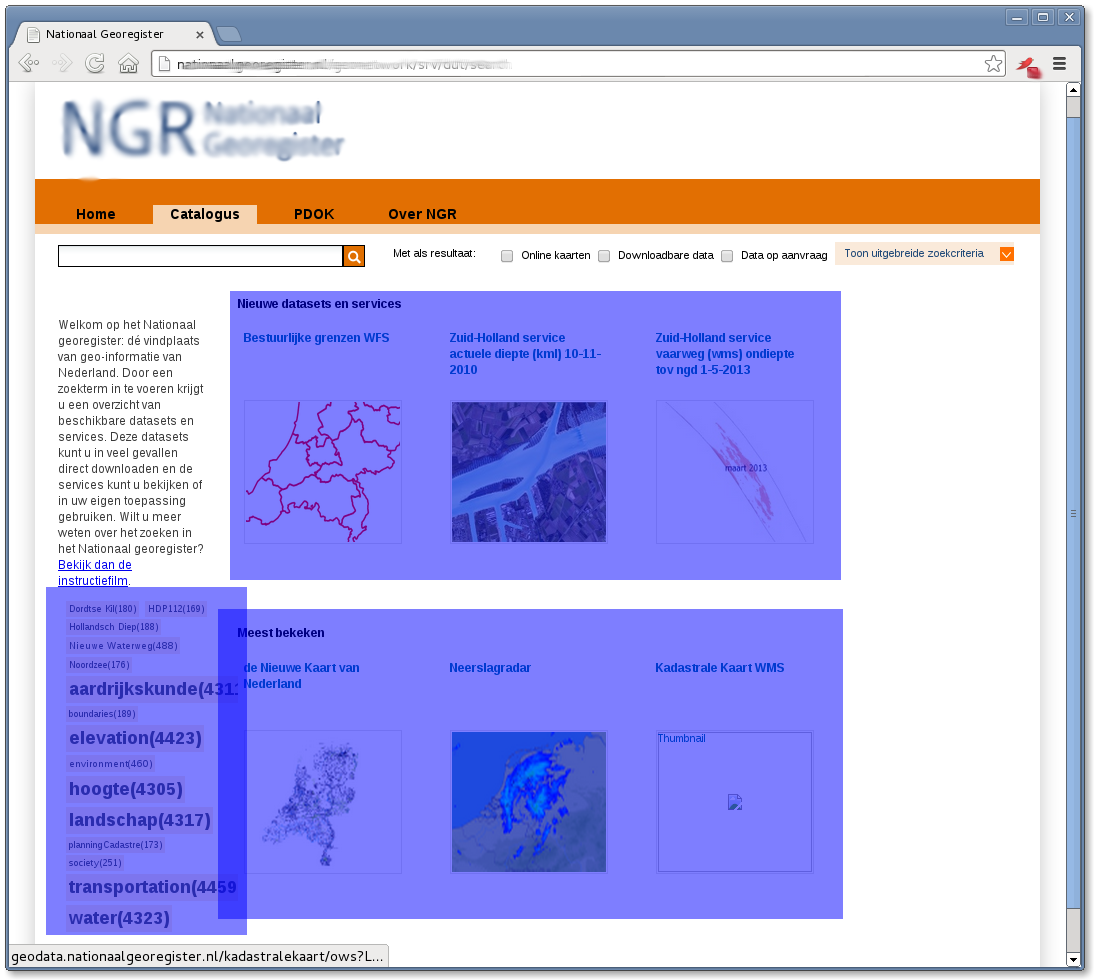 Nationaal Georegister
nationaalgeoregister.nl/geonetwork/srv/dut/search
NGR Nationaal
Georegister
Home Catalogus PDOK Over NGR
Met als resultaat: Online kaarten Downloadbare data Data op aanvraag Toon uitgebreide zoekcriteria
Welkom op het Nationaal
georegister: dé vindplaats
van geo-informatie van
Nederland. Door een
zoekterm in te voeren krijgt
u een overzicht van
beschikbare datasets en
services. Deze datasets
kunt u in veel gevallen
direct downloaden en de
services kunt u bekijken of
in uw eigen toepassing
gebruiken. Wilt u meer
weten over het zoeken in
het Nationaal georegister?
Bekijk dan de
instructiefilm.
Nieuwe datasets en services
Bestuurlijke grenzen WFS
Zuid-Holland service
actuele diepte (kml) 10-11-
2010
Zuid-Holland service
vaarweg (wms) ondiepte
tov ngd 1-5-2013
maart 2013
Dordtse Kil(180) HDP112(169)
Hollandsch Diep(188)
Nieuwe Waterweg(488)
Noordzee(176)
aardrijkskunde(4311
boundaries(189)
elevation(4423)
environment(460)
hoogte(4305)
landschap(4317)
planningCadastre(173)
society(251)
transportation(4459
water(4323)
Meest bekeken
de Nieuwe Kaart van
Nederland
Neerslagradar
Kadastrale Kaart WMS
Thumbnail
geodata.nationaalgeoregister.nl/kadastralekaart/ows?L...